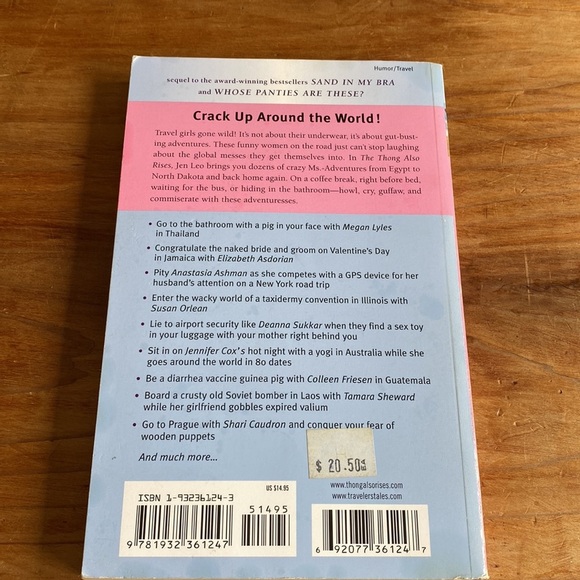 Humor/Travel
sequel to the award-winning bestsellers SAND IN MY BRA
and WHOSE PANTIES ARE THESE?
Crack Up Around the World!
Travel girls gone wild! It's not about their underwear, it's about gut-bust-
ing adventures. These funny women on the road just can't stop laughing
about the global messes they get themselves into. In The Thong Also
Rises, Jen Leo brings you dozens of crazy Ms.-Adventures from Egypt to
North Dakota and back home again. On a coffee break, right before bed,
waiting for the bus, or hiding in the bathroom—howl, cry, guffaw, and
commiserate with these adventuresses.
• Go to the bathroom with a pig in your face with Megan Lyles
in Thailand
• Congratulate the naked bride and groom on Valentine's Day
in Jamaica with Elizabeth Asdorian
• Pity Anastasia Ashman as she competes with a GPS device for her
husband's attention on a New York road trip
• Enter the wacky world of a taxidermy convention in Illinois with
Susan Orlean
• Lie to airport security like Deanna Sukkar when they find a sex toy
in your luggage with your mother right behind you
• Sit in on Jennifer Cox's hot night with a yogi in Australia while she
goes around the world in 80 dates
• Be a diarrhea vaccine guinea pig with Colleen Friesen in Guatemala
• Board a crusty old Soviet bomber in Laos with Tamara Sheward
while her girlfriend gobbles expired valium
• Go to Prague with Shari Caudron and conquer your fear of
wooden puppets
And much more...
$ 20.50
US $14.95
www.thongalsorises.com
www.travelerstales.com
ISBN 1-93236124-3
51495
9 781932 361247
6 92077 36124 7